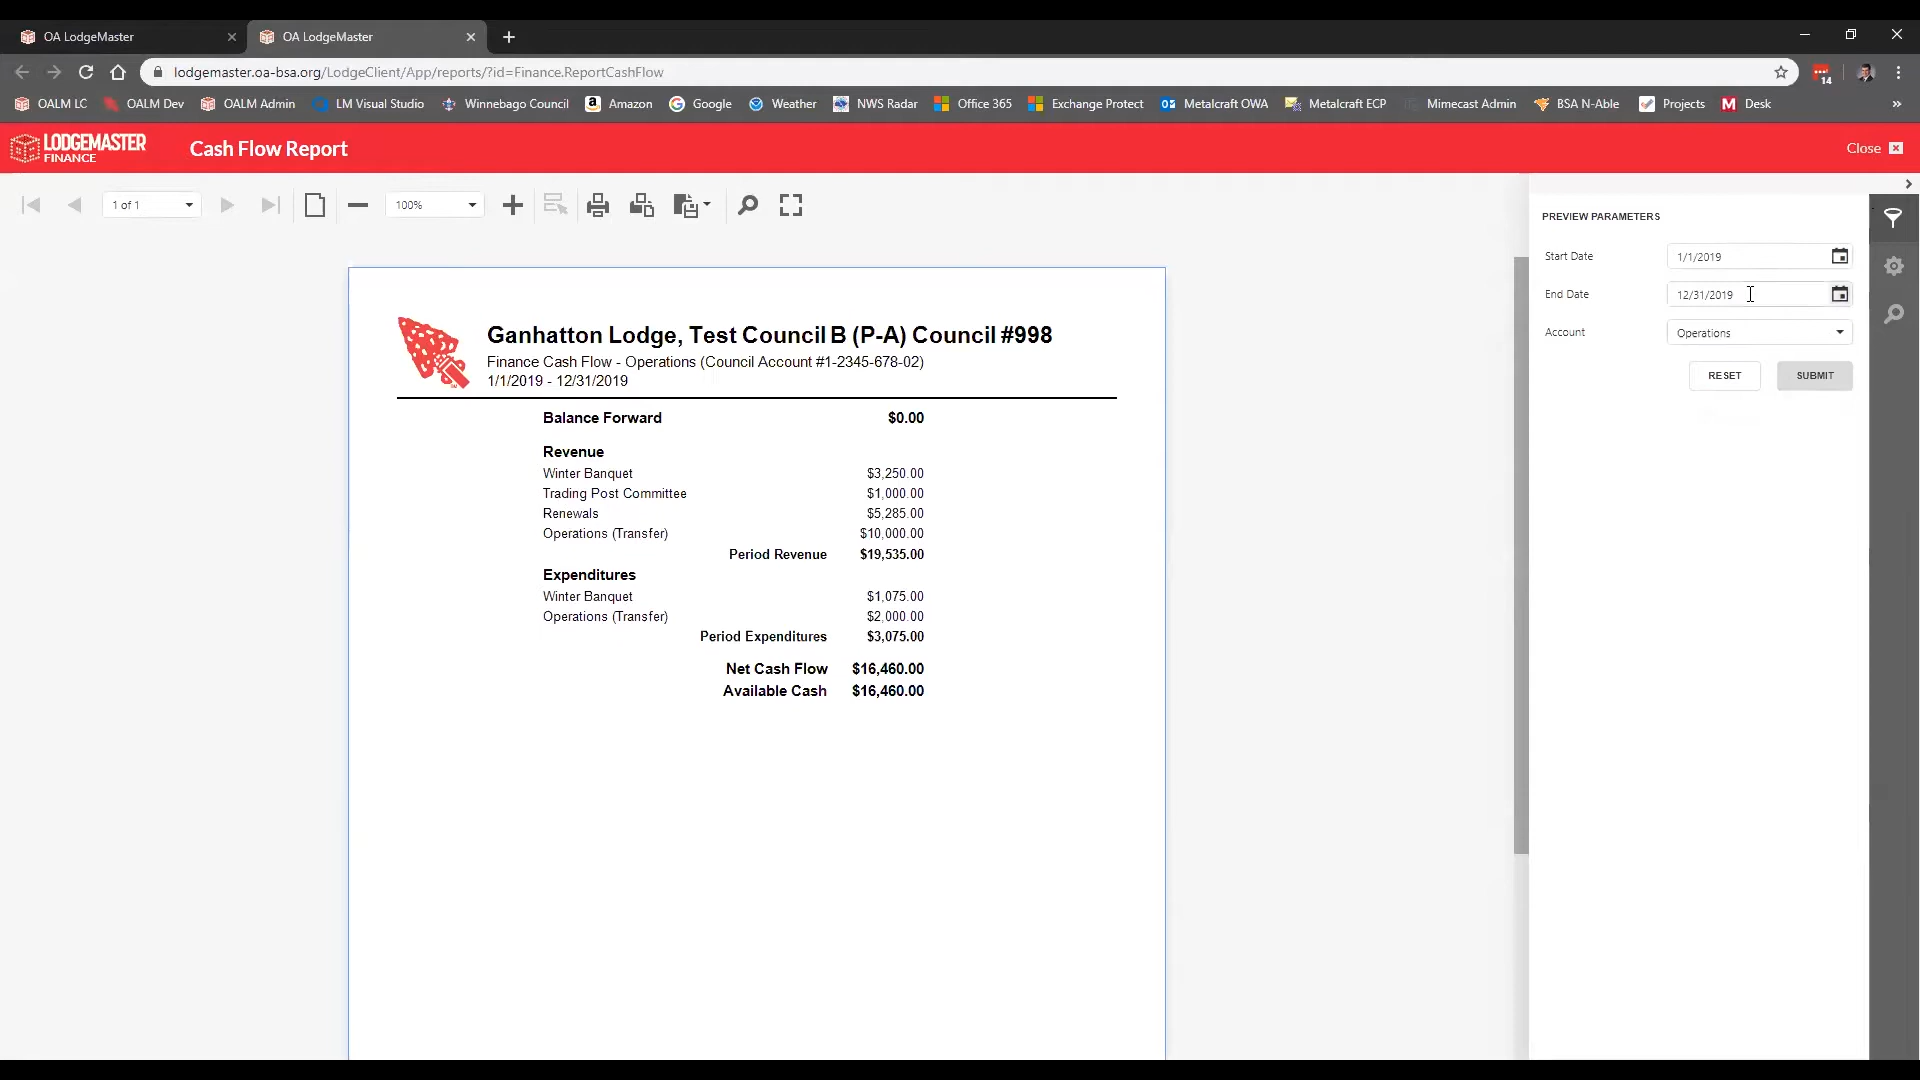 OA LodgeMaster
OA LodgeMaster
lodgemaster.oa-bsa.org/LodgeClient/App/reports/?id=Finance.ReportCashFlow
14
OALM LC OALM Dev OALM Admin LM Visual Studio Winnebago Council Amazon Google Weather NWS Radar Office 365 Exchange Protect Metalcraft OWA Metalcraft ECP Mimecast Admin BSA N-Able Projects Desk
LODGEMASTER
FINANCE
Cash Flow Report
Close
1 of 1
100%
PREVIEW PARAMETERS
Start Date 1/1/2019
End Date 12/31/2019
Account Operations
RESET SUBMIT
Ganhatton Lodge, Test Council B (P-A) Council #998
Finance Cash Flow - Operations (Council Account #1-2345-678-02)
1/1/2019 - 12/31/2019
Balance Forward $0.00
Revenue
Winter Banquet $3,250.00
Trading Post Committee $1,000.00
Renewals $5,285.00
Operations (Transfer) $10,000.00
Period Revenue $19,535.00
Expenditures
Winter Banquet $1,075.00
Operations (Transfer) $2,000.00
Period Expenditures $3,075.00
Net Cash Flow $16,460.00
Available Cash $16,460.00